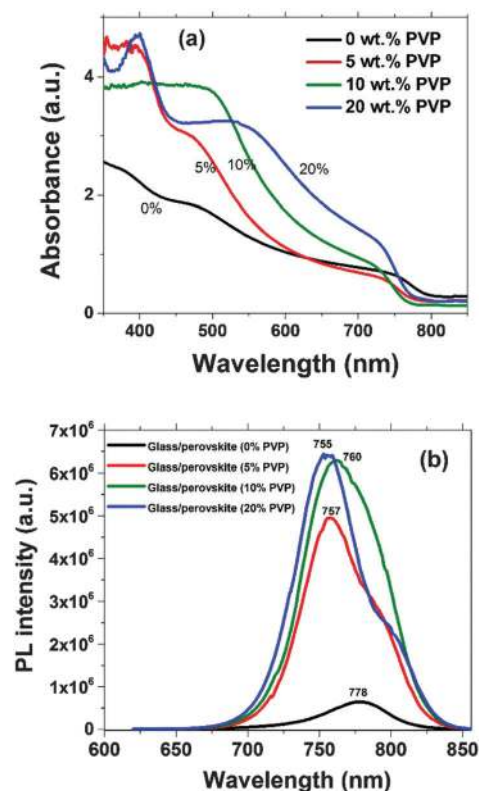 (a)
0 wt.% PVP
5 wt.% PVP
10 wt.% PVP
20 wt.% PVP
4
2
0
0%
5%
10%
20%
400 500 600 700 800
Absorbance (a.u.)
Wavelength (nm)
(b)
Glass/perovskite (0% PVP)
Glass/perovskite (5% PVP)
Glass/perovskite (10% PVP)
Glass/perovskite (20% PVP)
755
760
757
778
7x10⁶
6x10⁶
5x10⁶
4x10⁶
3x10⁶
2x10⁶
1x10⁶
0
600 650 700 750 800 850
PL intensity (a.u.)
Wavelength (nm)